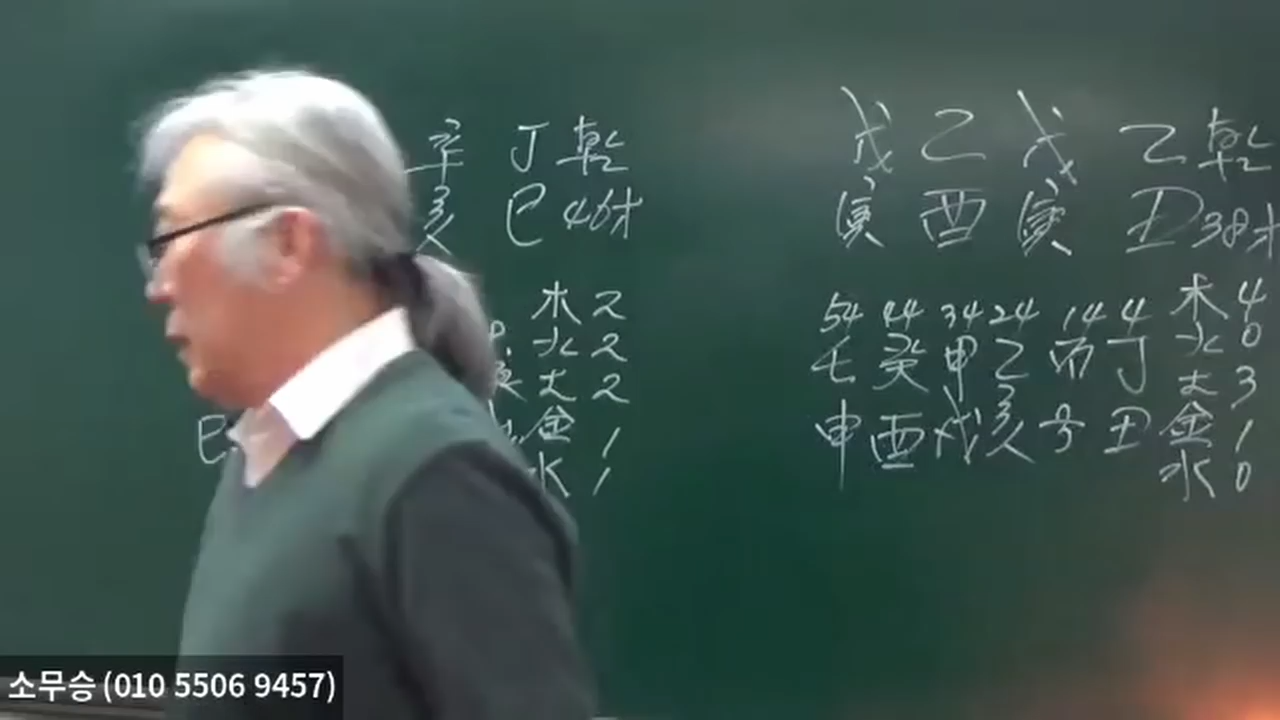 辛 丁 乾
亥 巳 46才
木 2
火 2
土 2
金 1
水 1
戊 乙 戊 乙 乾
寅 酉 寅 丑 38才
54 44 34 24 14 4
壬 癸 甲 乙 丙 丁
申 酉 戌 亥 子 丑
木 4
火 0
土 3
金 1
水 0
소무승 (010 5506 9457)